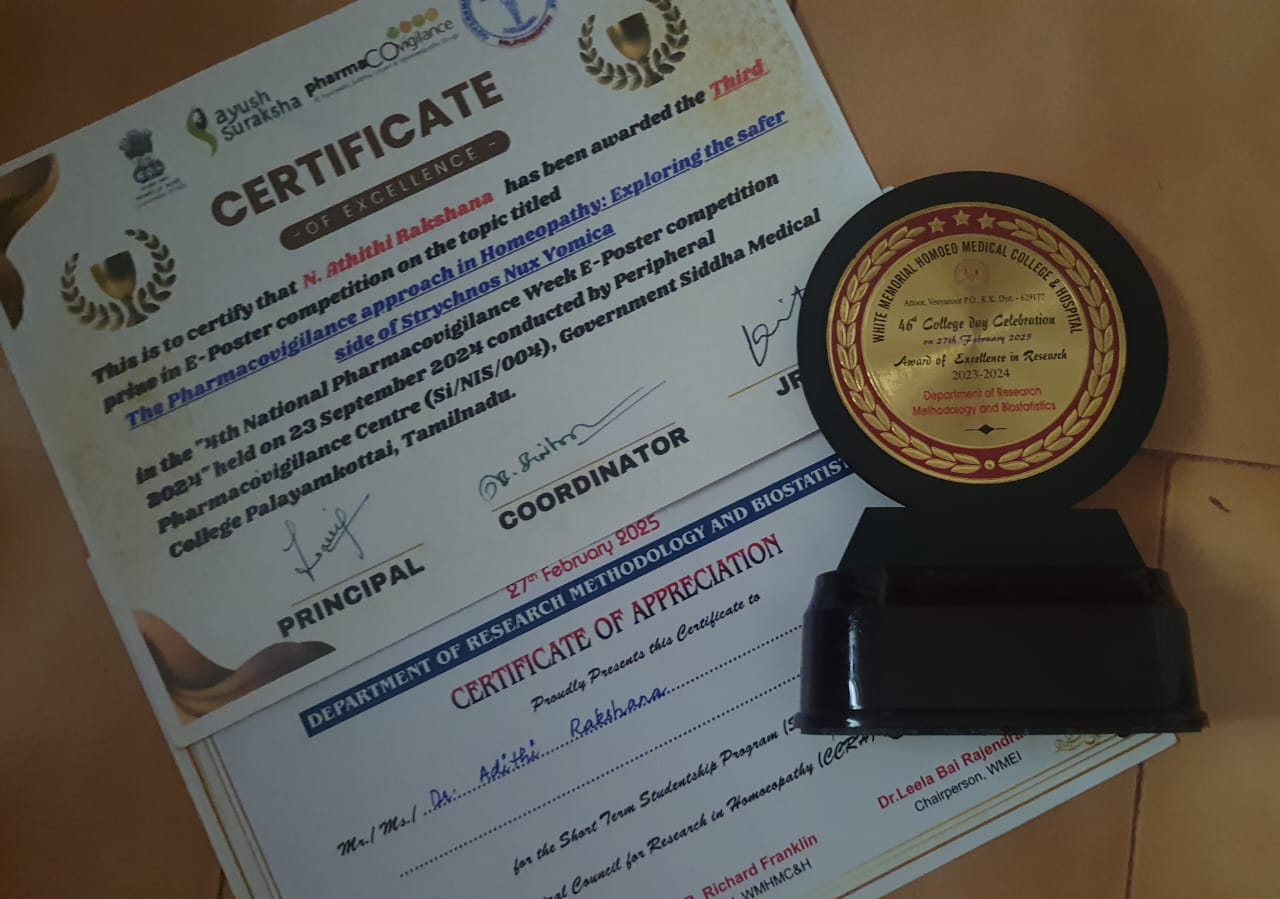 ayush
suraksha
pharmaCOvigilance
CERTIFICATE
- OF EXCELLENCE -
This is to certify that N. Athithi Rakshana has been awarded the Third
prize in E-Poster competition on the topic titled
The Pharmacovigilance approach in Homeopathy: Exploring the safer
side of Strychnos Nux Vomica
in the "4th National Pharmacovigilance Week E-Poster competition
2024" held on 23 September 2024 conducted by Peripheral
Pharmacovigilance Centre (Si/NIS/004), Government Siddha Medical
College Palayamkottai, Tamilnadu.
PRINCIPAL
COORDINATOR
27th February 2025
DEPARTMENT OF RESEARCH METHODOLOGY AND BIOSTATIST
CERTIFICATE OF APPRECIATION
Proudly Presents this Certificate to
Mr./ Ms./ Dr. Adithi Rakshana
for the Short Term Studentship Program
Council for Research in Homoeopathy (CCRH)
Richard Franklin
WMHMC&H
Dr.Leela Bai Rajendra
Chairperson, WMEI
WHITE MEMORIAL HOMOEO MEDICAL COLLEGE & HOSPITAL
Attoor, Veeyanoor P.O., K.K. Dist. - 629177
46th College day Celebration
on 27th February 2025
Award of Excellence in Research
2023-2024
Department of Research
Methodology and Biostatistics